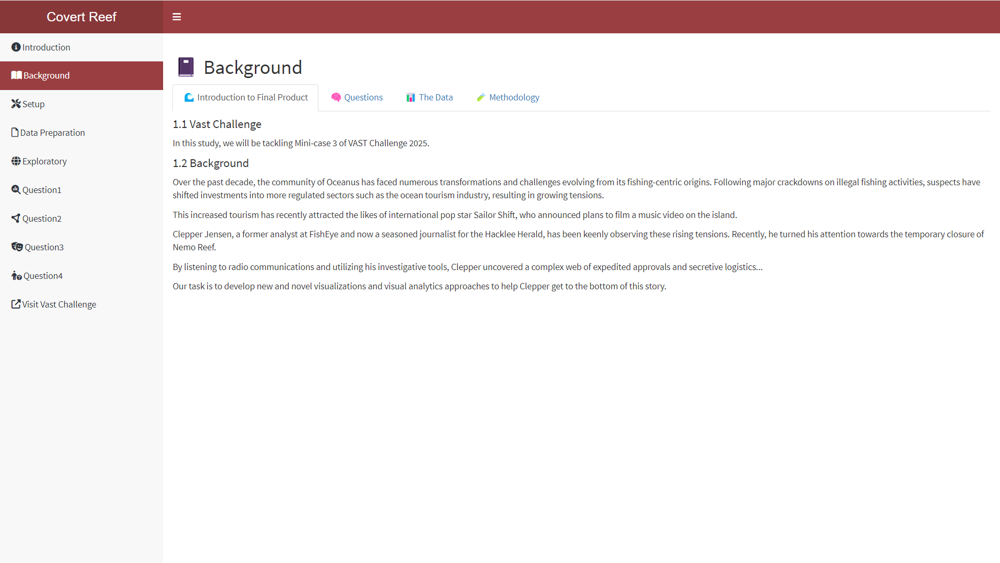 Covert Reef
Introduction
Background
Setup
Data Preparation
Exploratory
Question1
Question2
Question3
Question4
Visit Vast Challenge
Background
Introduction to Final Product
Questions
The Data
Methodology
1.1 Vast Challenge
In this study, we will be tackling Mini-case 3 of VAST Challenge 2025.
1.2 Background
Over the past decade, the community of Oceanus has faced numerous transformations and challenges evolving from its fishing-centric origins. Following major crackdowns on illegal fishing activities, suspects have
shifted investments into more regulated sectors such as the ocean tourism industry, resulting in growing tensions.
This increased tourism has recently attracted the likes of international pop star Sailor Shift, who announced plans to film a music video on the island.
Clepper Jensen, a former analyst at FishEye and now a seasoned journalist for the Hacklee Herald, has been keenly observing these rising tensions. Recently, he turned his attention towards the temporary closure of
Nemo Reef.
By listening to radio communications and utilizing his investigative tools, Clepper uncovered a complex web of expedited approvals and secretive logistics...
Our task is to develop new and novel visualizations and visual analytics approaches to help Clepper get to the bottom of this story.